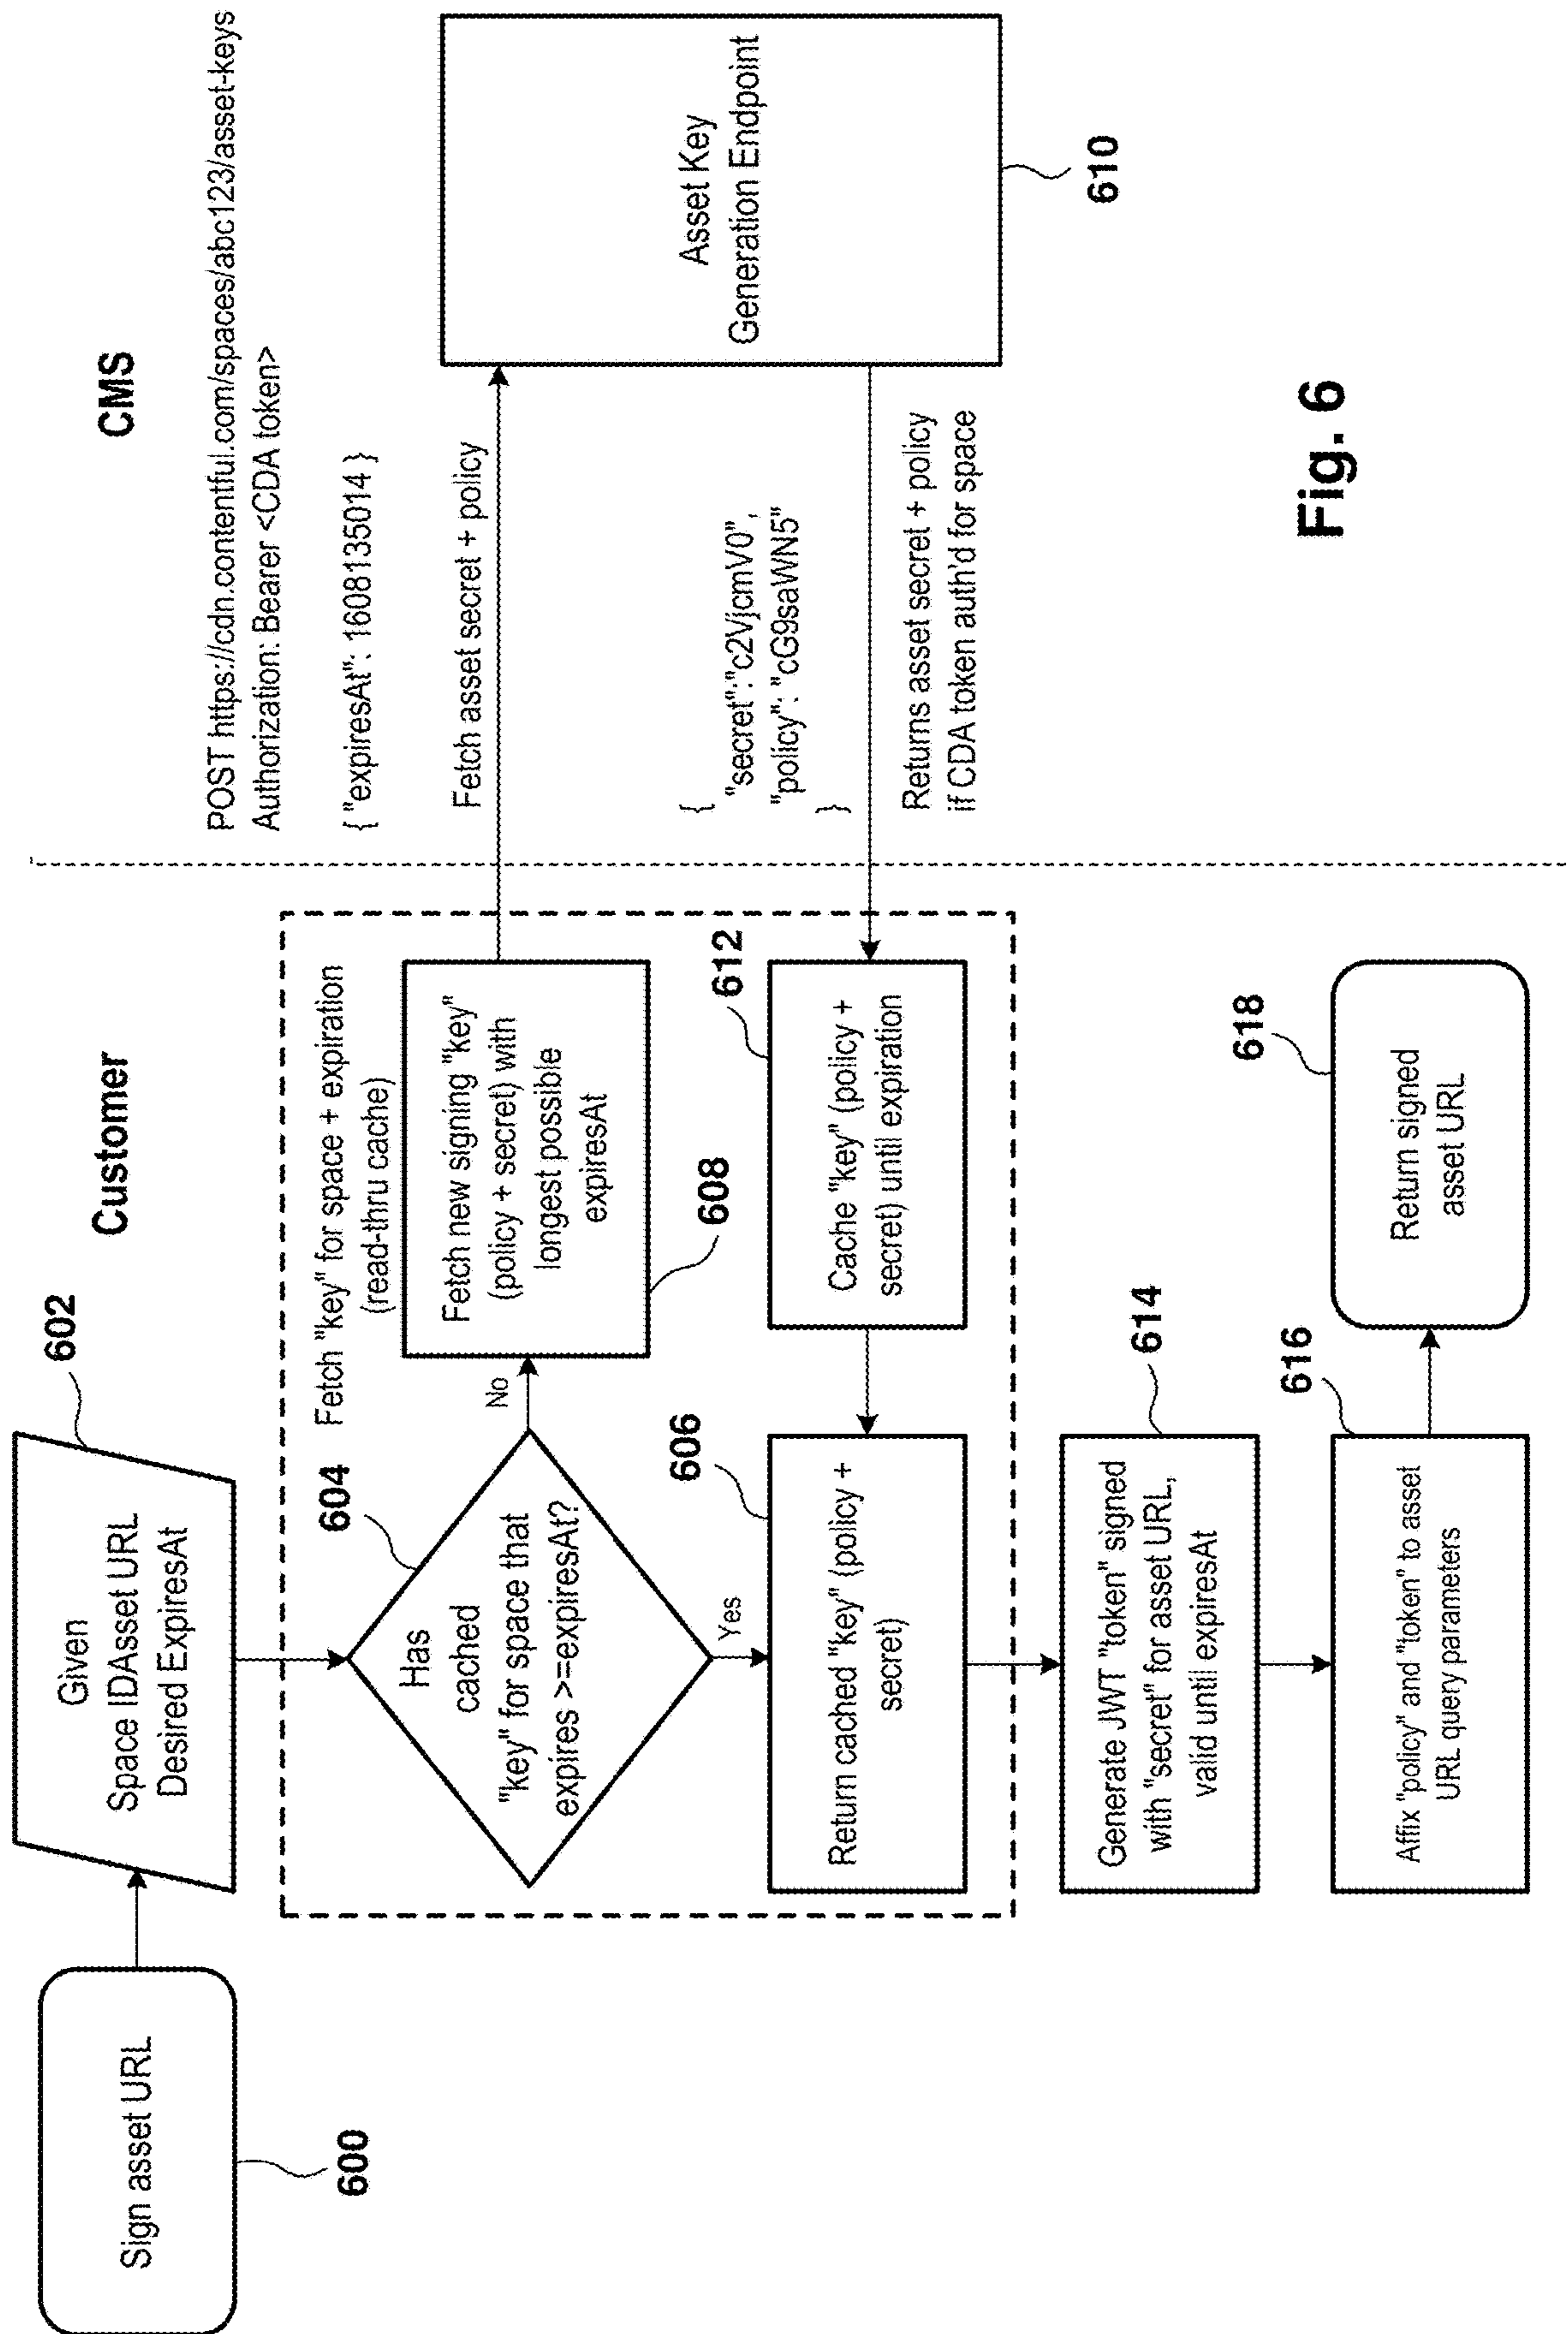 Customer
CMS
Sign asset URL
600
Given
Space IDAsset URL
Desired ExpiresAt
602
Fetch "key" for space + expiration
(read-thru cache)
604
Has
cached
"key" for space that
expires >=expiresAt?
No
Yes
Fetch new signing "key"
(policy + secret) with
longest possible
expiresAt
608
POST https://cdn.contentful.com/spaces/abc123/asset-keys
Authorization: Bearer <CDA token>
{ "expiresAt": 1608135014 }
Fetch asset secret + policy
Asset Key
Generation Endpoint
610
{
"secret":"c2VjcmV0",
"policy": "cG9saWN5"
}
Returns asset secret + policy
if CDA token auth'd for space
612
Cache "key" (policy +
secret) until expiration
606
Return cached "key" (policy +
secret)
614
Generate JWT "token" signed
with "secret" for asset URL,
valid until expiresAt
616
Affix "policy" and "token" to asset
URL query parameters
618
Return signed
asset URL
Fig. 6